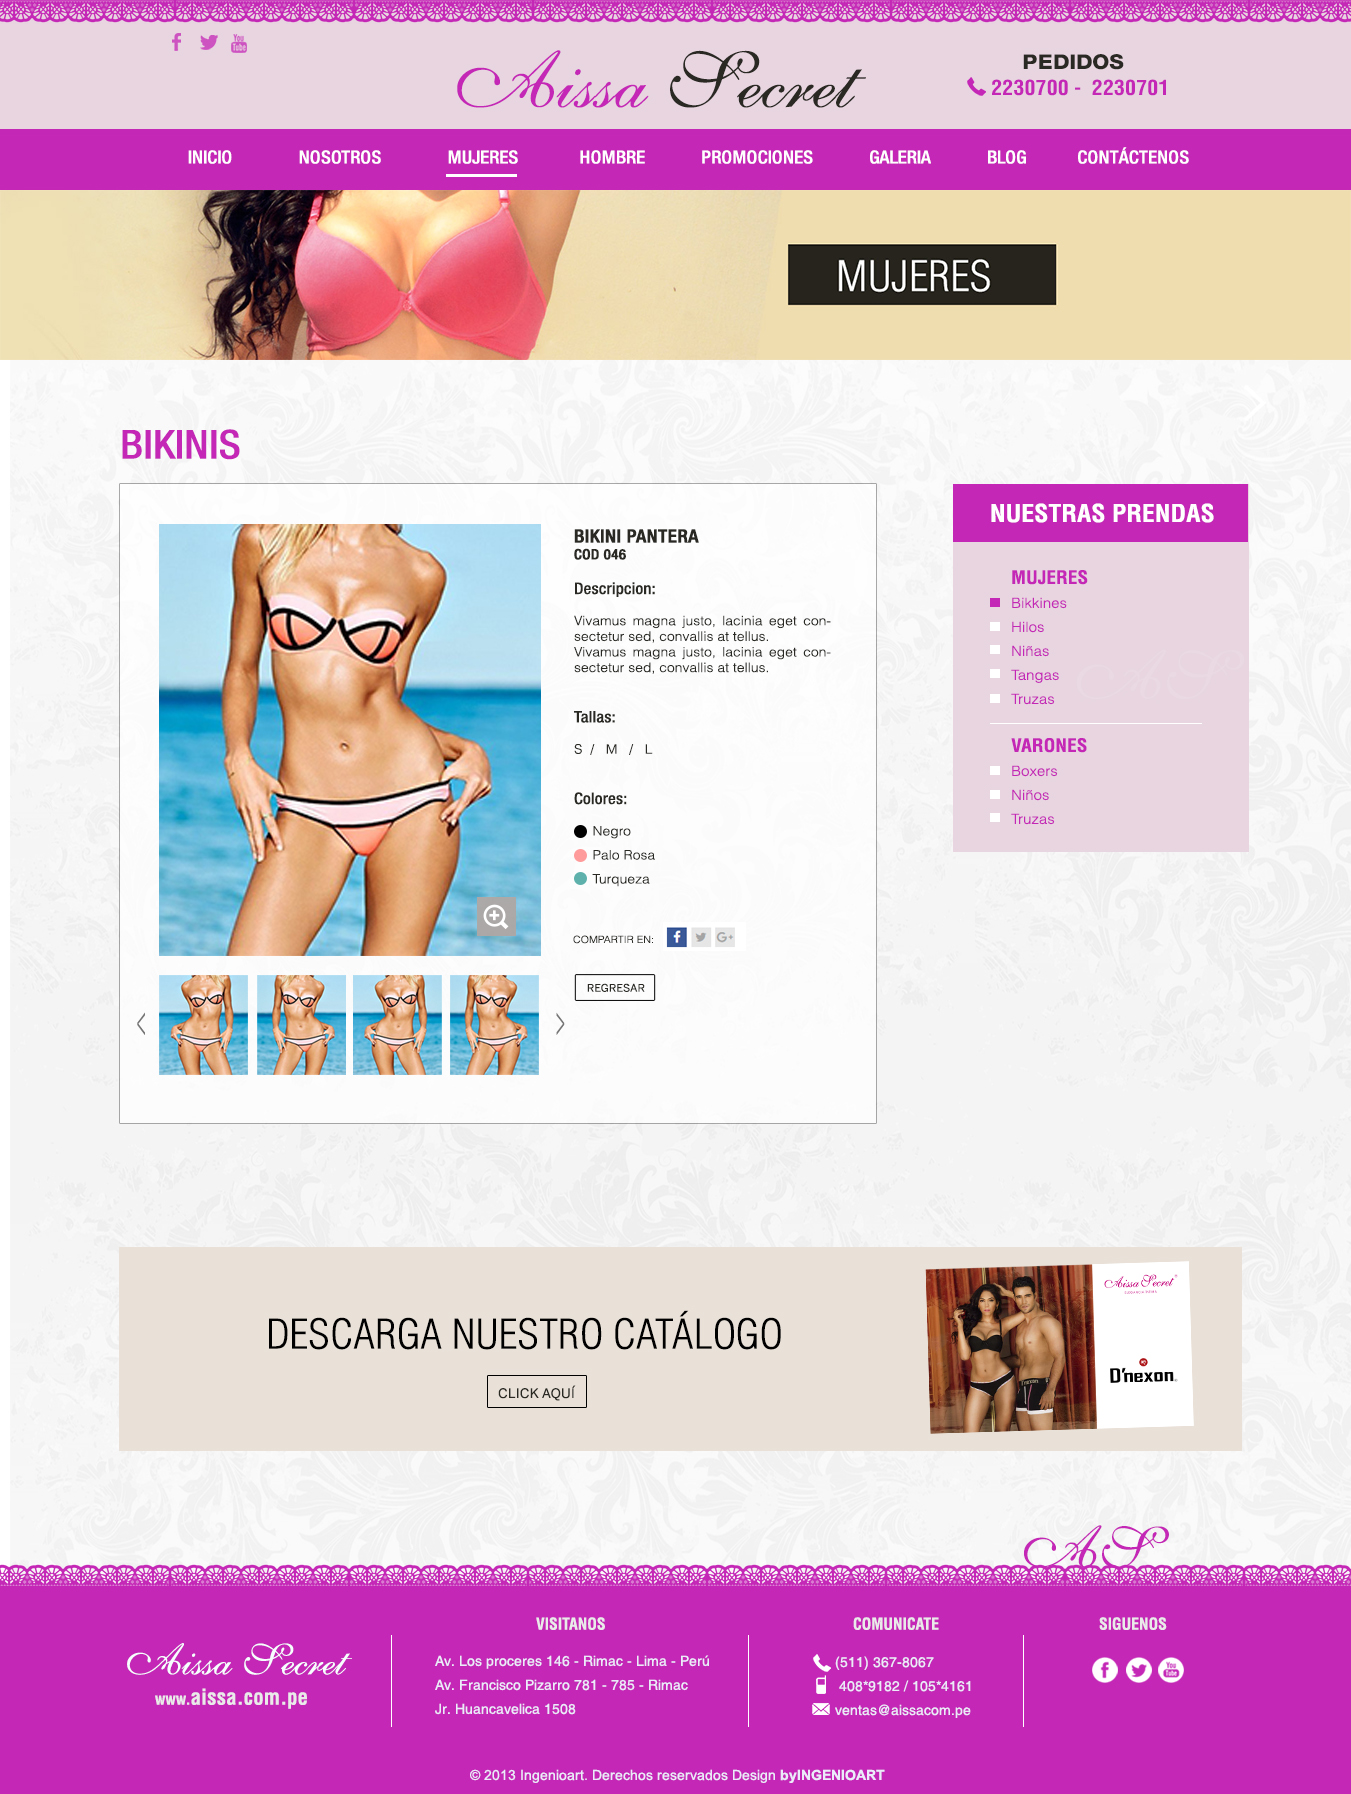 Aissa Secret
PEDIDOS
2230700 - 2230701
INICIO NOSOTROS MUJERES HOMBRE PROMOCIONES GALERIA BLOG CONTÁCTENOS
MUJERES
BIKINIS
BIKINI PANTERA
COD 046
Descripcion:
Vivamus magna justo, lacinia eget con-
sectetur sed, convallis at tellus.
Vivamus magna justo, lacinia eget con-
sectetur sed, convallis at tellus.
Tallas:
S / M / L
Colores:
Negro
Palo Rosa
Turqueza
COMPARTIR EN:
REGRESAR
NUESTRAS PRENDAS
MUJERES
Bikkines
Hilos
Niñas
Tangas
Truzas
VARONES
Boxers
Niños
Truzas
DESCARGA NUESTRO CATÁLOGO
CLICK AQUÍ
Aissa Secret
D'nexon
AS
Aissa Secret
www.aissa.com.pe
VISITANOS
Av. Los proceres 146 - Rimac - Lima - Perú
Av. Francisco Pizarro 781 - 785 - Rimac
Jr. Huancavelica 1508
COMUNICATE
(511) 367-8067
408*9182 / 105*4161
ventas@aissacom.pe
SIGUENOS
© 2013 Ingenioart. Derechos reservados Design byINGENIOART